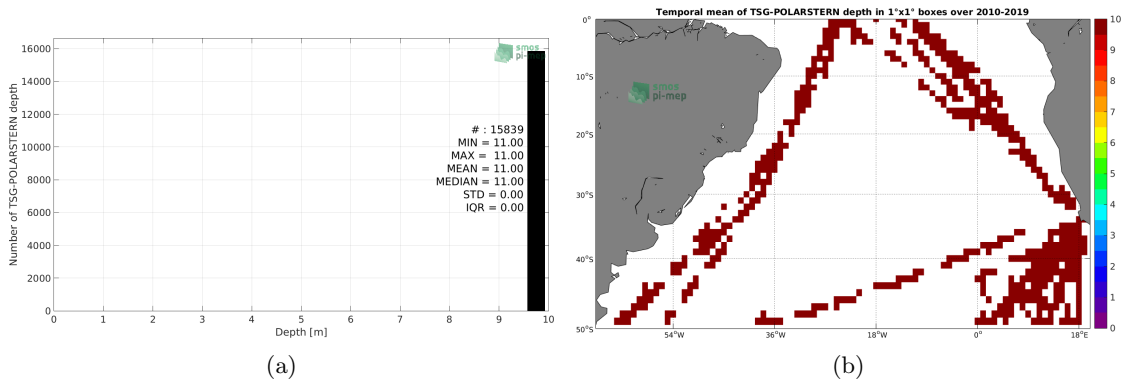 16000
14000
12000
10000
8000
6000
4000
2000
0
Number of TSG-POLARSTERN depth
smos
pi-mep
# : 15839
MIN = 11.00
MAX = 11.00
MEAN = 11.00
MEDIAN = 11.00
STD = 0.00
IQR = 0.00
0 1 2 3 4 5 6 7 8 9 10
Depth [m]
(a)
Temporal mean of TSG-POLARSTERN depth in 1°x1° boxes over 2010-2019
smos
pi-mep
0°
10°S
20°S
30°S
40°S
50°S
54°W 36°W 18°W 0° 18°E
10
9
8
7
6
5
4
3
2
1
0
(b)